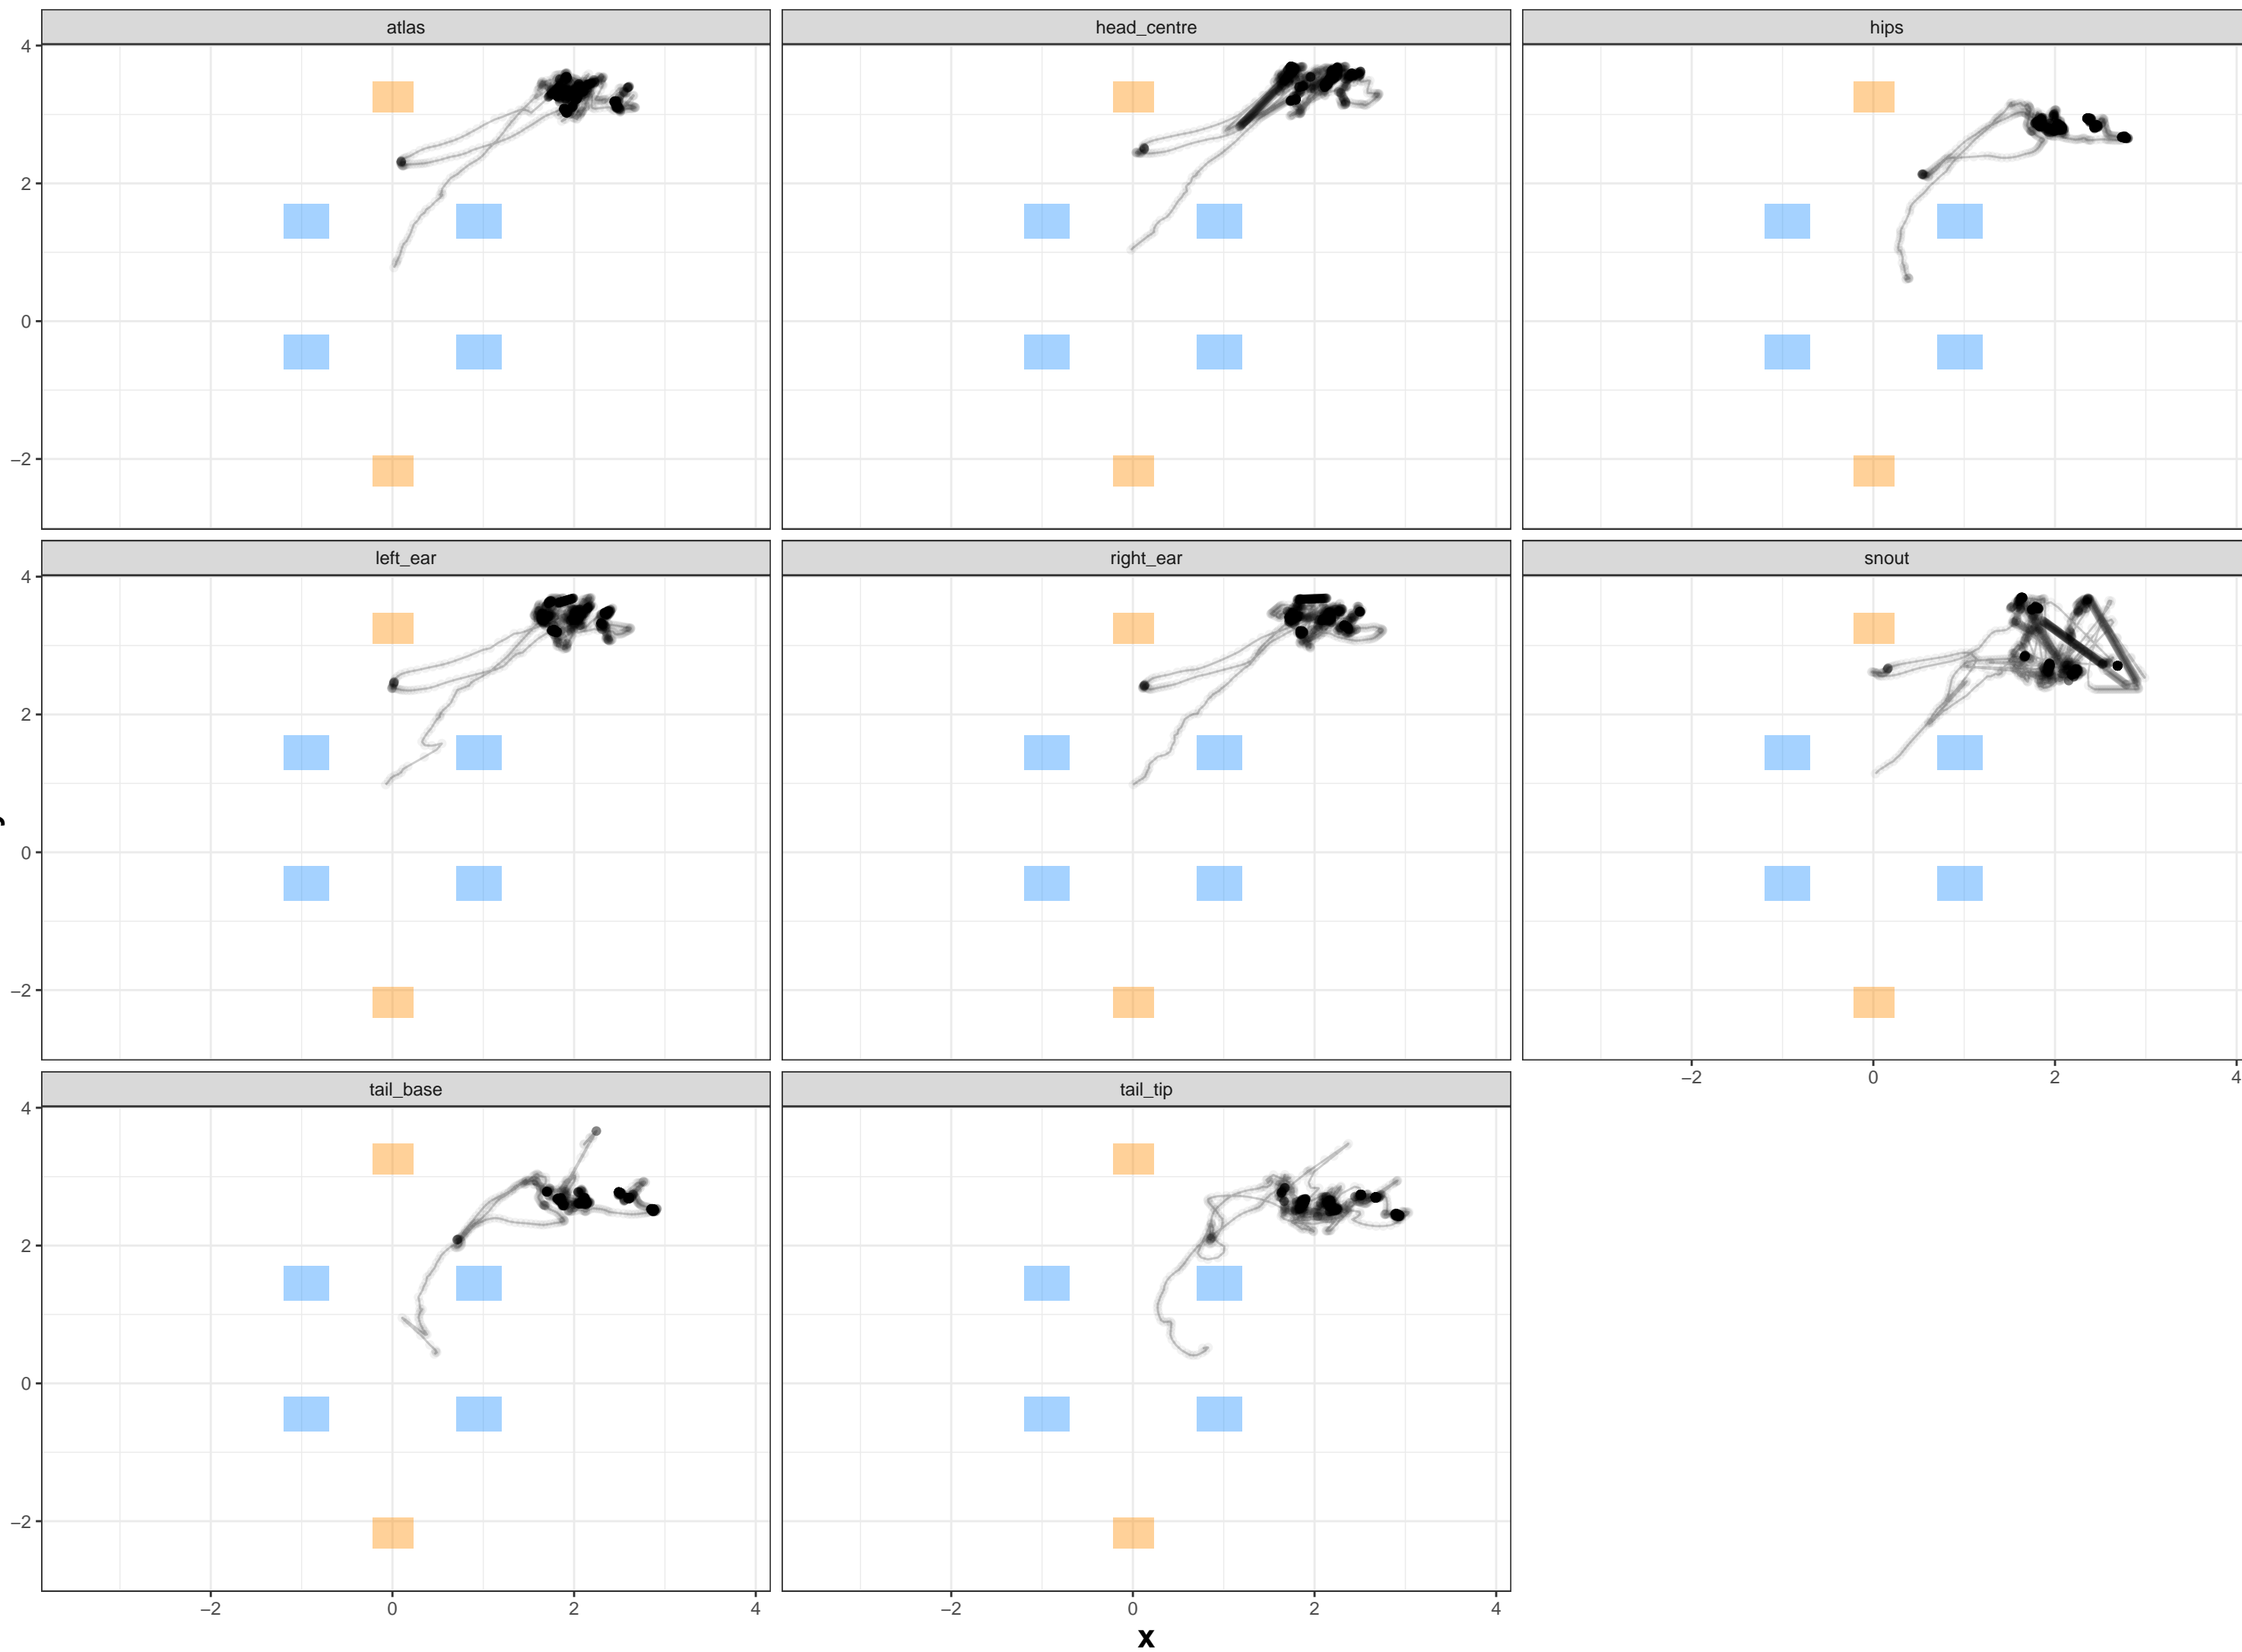 atlas head_centre hips
4
2
0
−2
left_ear right_ear snout
4
2
0
−2
−2 0 2 4
tail_base tail_tip
4
2
0
−2
−2 0 2 4 −2 0 2 4
x